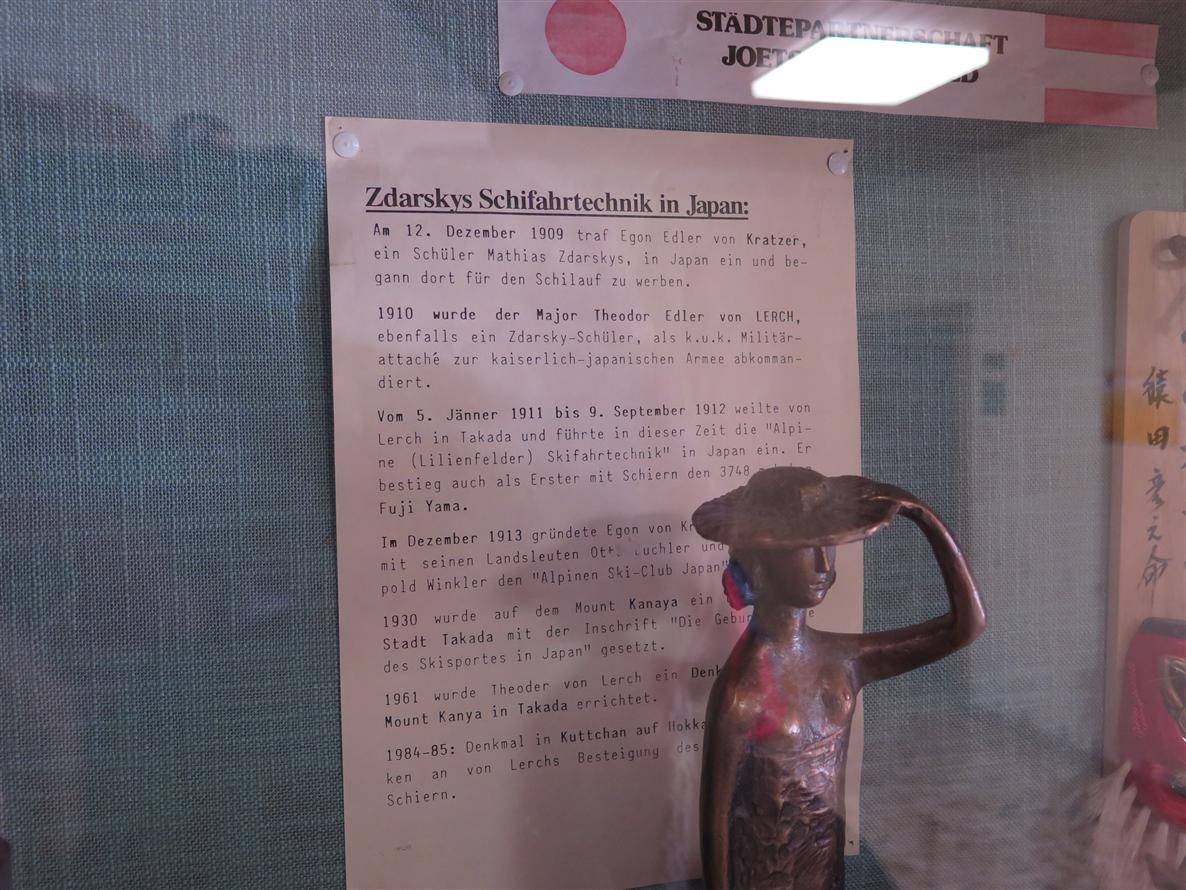 STÄDTEPARTNERSCHAFT
Zdarskys Schifahrtechnik in Japan:
Am 12. Dezember 1909 traf Egon Edler von Kratzer,
ein Schüler Mathias Zdarskys, in Japan ein und be-
gann dort für den Schilauf zu werben.
1910 wurde der Major Theodor Edler von LERCH,
ebenfalls ein Zdarsky-Schüler, als k.u.k. Militär-
attaché zur kaiserlich-japanischen Armee abkomman-
diert.
Vom 5. Jänner 1911 bis 9. September 1912 weilte von
Lerch in Takada und führte in dieser Zeit die "Alpi-
ne (Lilienfelder) Skifahrtechnik" in Japan ein. Er
bestieg auch als Erster mit Schiern den 3748
Fuji Yama.
Im Dezember 1913 gründete Egon von
mit seinen Landsleuten und
pold Winkler den "Alpinen Ski-Club Japan"
1930 wurde auf dem Mount Kanaya ein
Stadt Takada mit der Inschrift "Die
des Skisportes in Japan" gesetzt.
1961 wurde Theoder von Lerch ein
Mount Kanya in Takada errichtet.
1984-85: Denkmal in Kuttchan auf
ken an von Lerchs Besteigung des
Schiern.